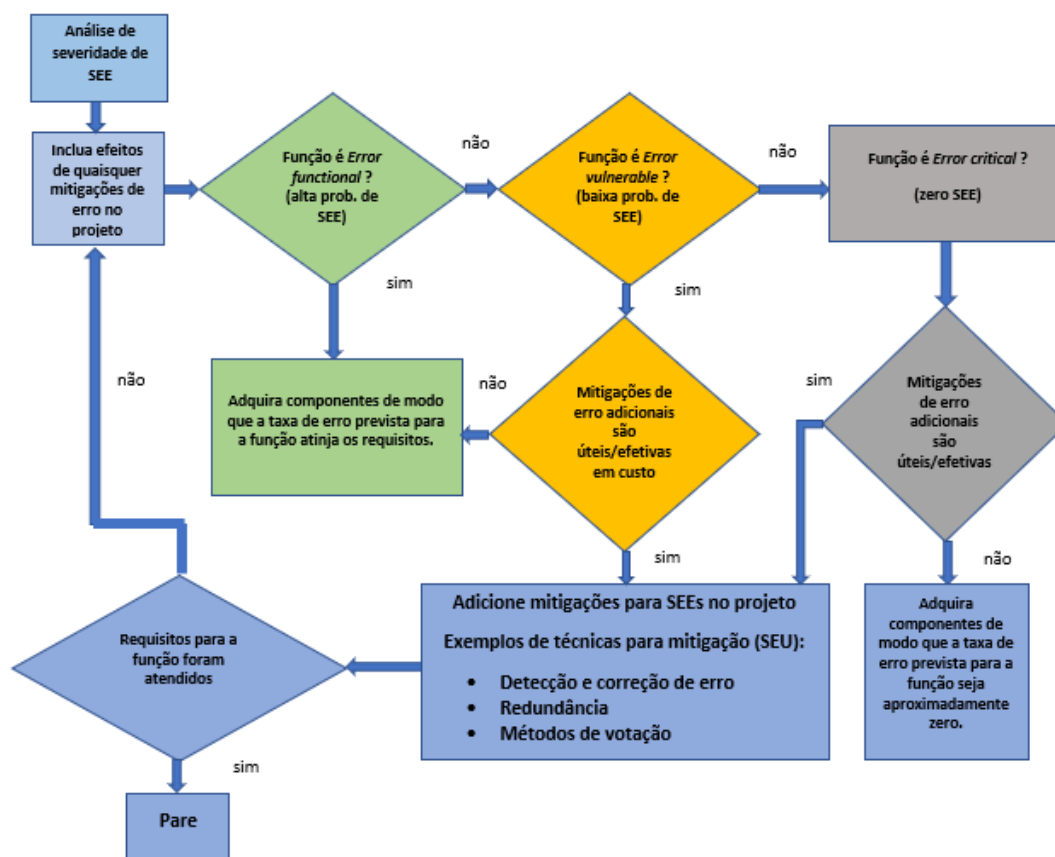 Análise de
severidade de
SEE
Inclua efeitos
de quaisquer
mitigações de
erro no
projeto
Função é Error
functional ?
(alta prob. de
SEE)
não
Função é Error
vulnerable ?
(baixa prob. de
SEE)
não
Função é Error critical ?
(zero SEE)
sim
sim
não
Adquira componentes de modo
que a taxa de erro prevista para
a função atinja os requisitos.
não
Mitigações de
erro adicionais
são
úteis/efetivas
em custo
sim
Mitigações
de erro
adicionais
são
úteis/efetivas
sim
não
Adicione mitigações para SEEs no projeto
Exemplos de técnicas para mitigação (SEU):
• Detecção e correção de erro
• Redundância
• Métodos de votação
Adquira
componentes de
modo que a taxa de
erro prevista para a
função seja
aproximadamente
zero.
Requisitos para a
função foram
atendidos
sim
Pare